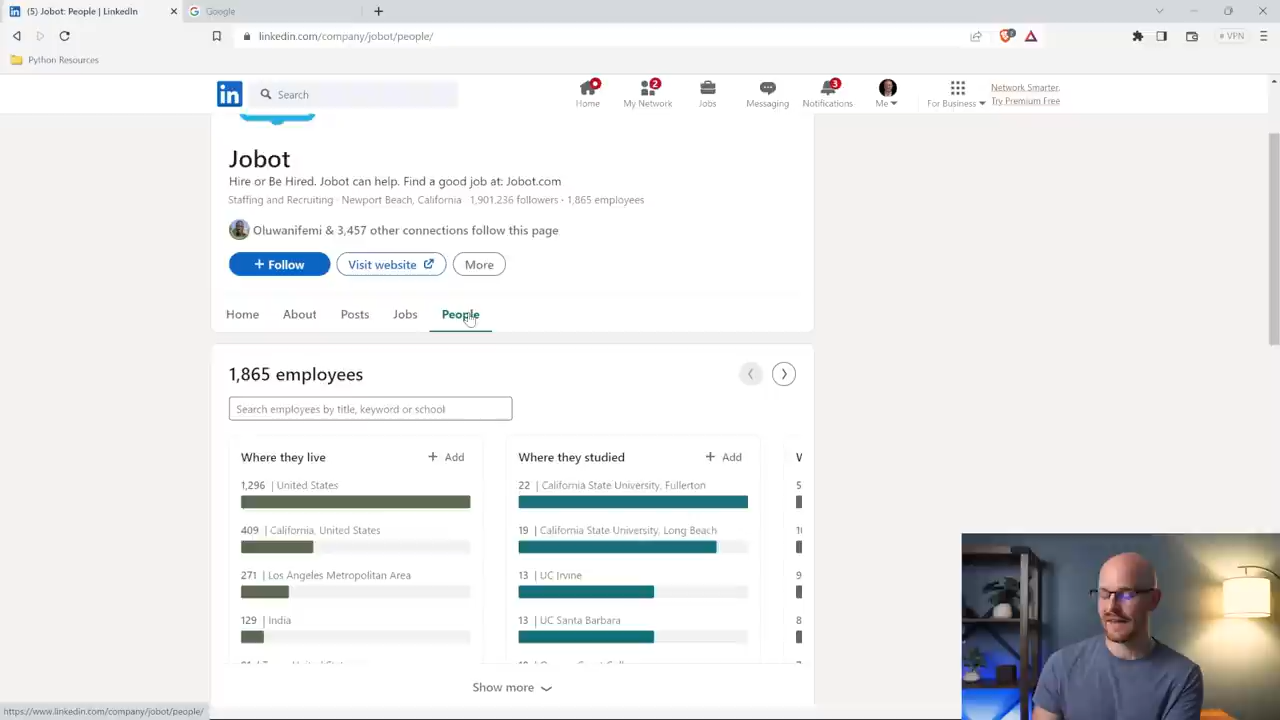 (5) Jobot: People | LinkedIn
Google
linkedin.com/company/jobot/people/
VPN
Python Resources
in
Search
Home
2
My Network
Jobs
Messaging
3
Notifications
Me
For Business
Network Smarter,
Try Premium Free
Jobot
Hire or Be Hired. Jobot can help. Find a good job at: Jobot.com
Staffing and Recruiting · Newport Beach, California · 1,901,236 followers · 1,865 employees
Oluwanifemi & 3,457 other connections follow this page
+ Follow
Visit website
More
Home
About
Posts
Jobs
People
1,865 employees
Search employees by title, keyword or school
Where they live
+ Add
1,296 | United States
409 | California, United States
271 | Los Angeles Metropolitan Area
129 | India
Where they studied
+ Add
22 | California State University, Fullerton
19 | California State University, Long Beach
13 | UC Irvine
13 | UC Santa Barbara
Show more
https://www.linkedin.com/company/jobot/people/